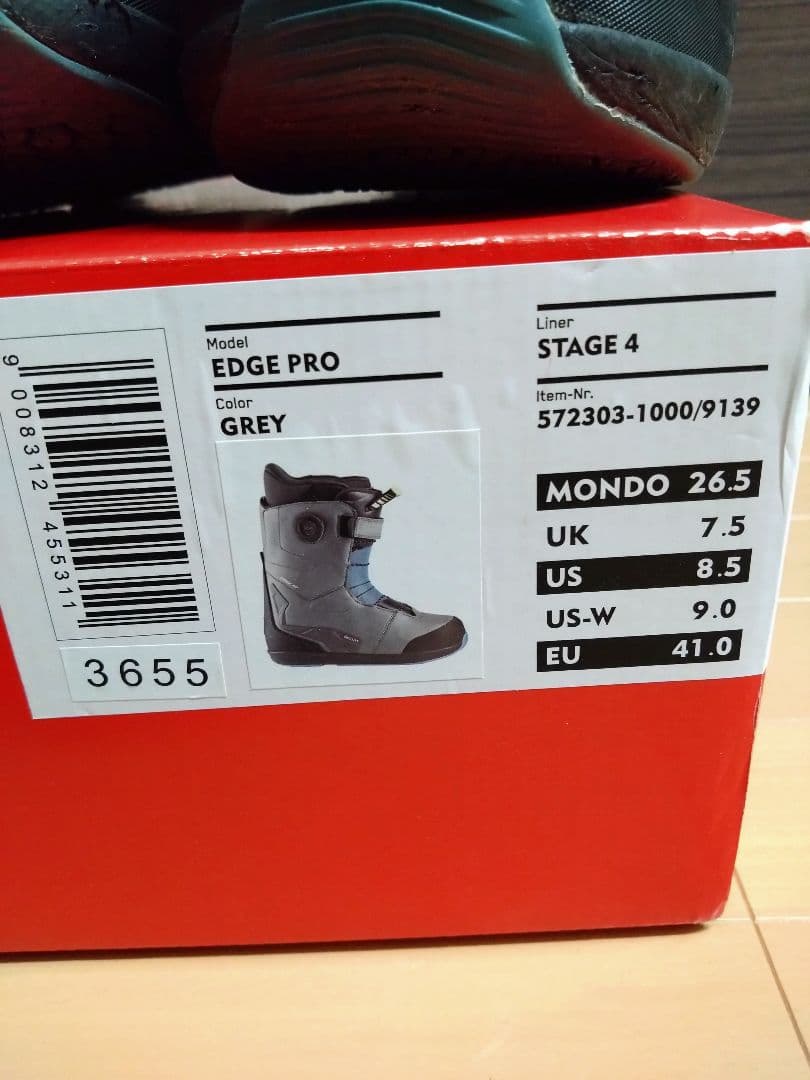 Model
EDGE PRO
Color
GREY
Liner
STAGE 4
Item-Nr.
572303-1000/9139
MONDO 26.5
UK 7.5
US 8.5
US-W 9.0
EU 41.0
9 008312 455311
3655